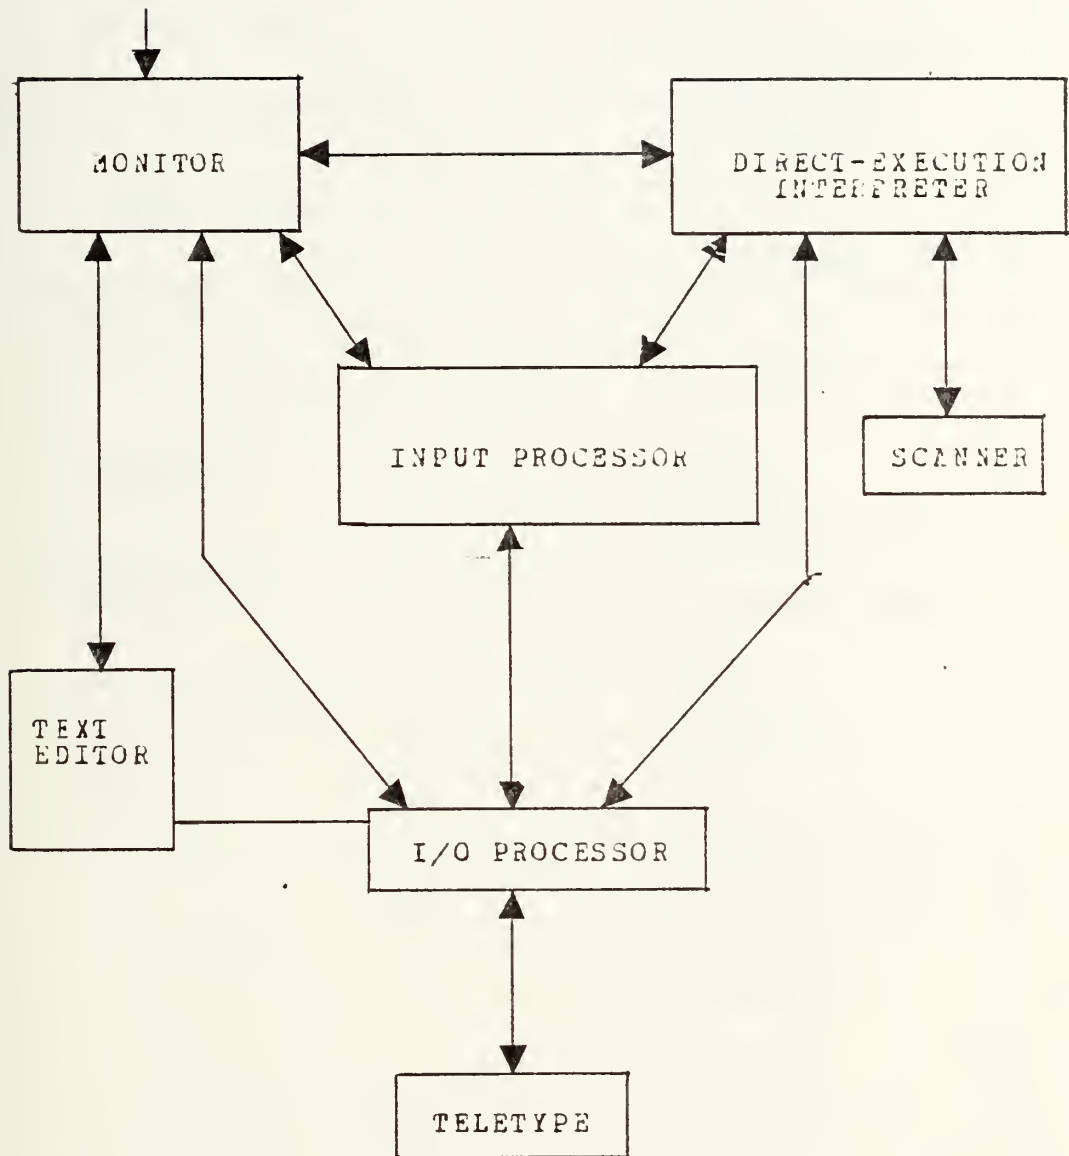 MONITOR
DIRECT-EXECUTION
INTERPRETER
INPUT PROCESSOR
SCANNER
TEXT
EDITOR
I/O PROCESSOR
TELETYPE